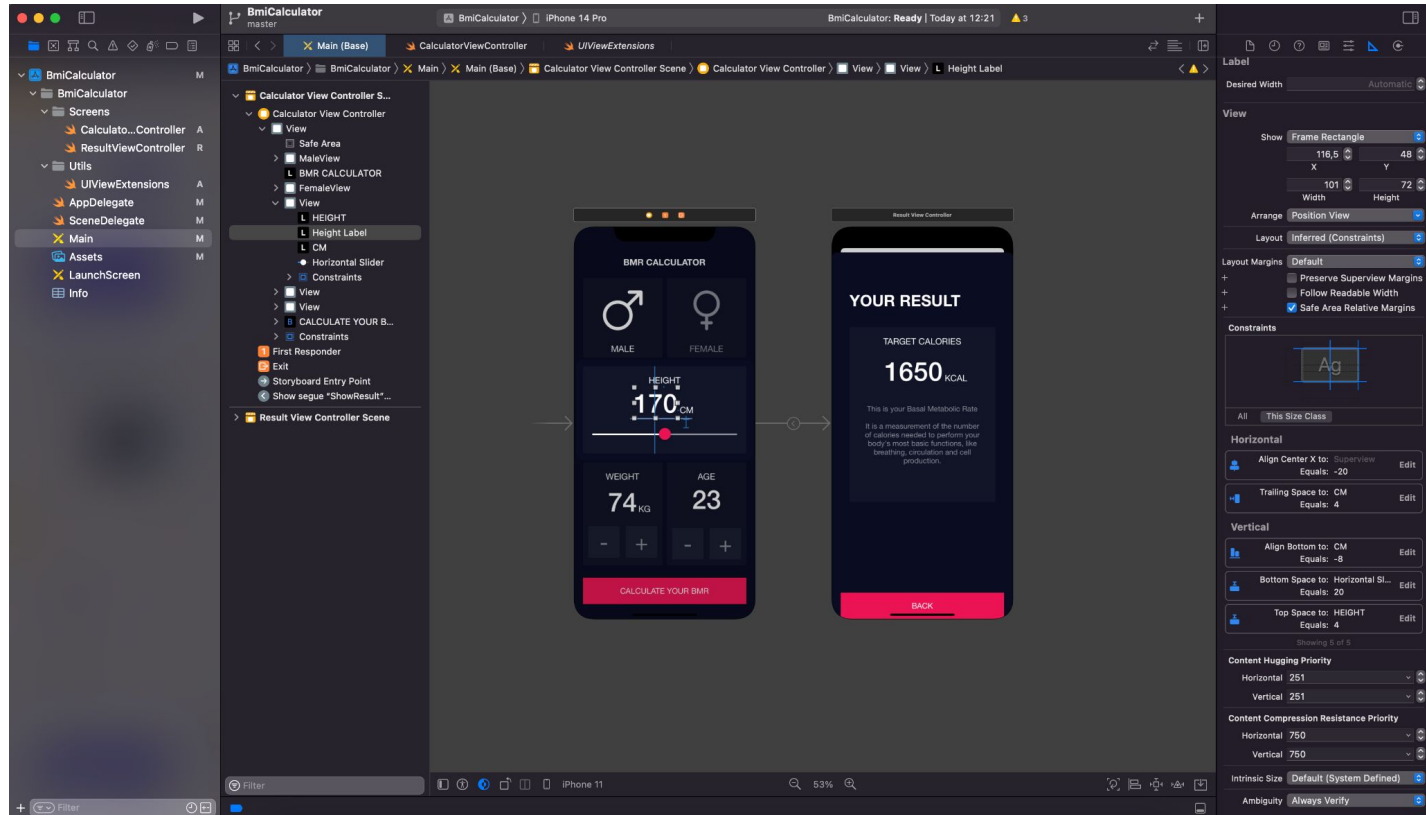 BmiCalculator
master
BmiCalculator 〉 iPhone 14 Pro
BmiCalculator: Ready | Today at 12:21
3
Main (Base)
CalculatorViewController
UIViewExtensions
BmiCalculator 〉 BmiCalculator 〉 Main 〉 Main (Base) 〉 Calculator View Controller Scene 〉 Calculator View Controller 〉 View 〉 View 〉 L Height Label
BmiCalculator M
BmiCalculator
Screens
Calculato...Controller A
ResultViewController R
Utils
UIViewExtensions A
AppDelegate M
SceneDelegate M
Main M
Assets M
LaunchScreen
Info
Filter
Calculator View Controller S...
Calculator View Controller
View
Safe Area
MaleView
L BMR CALCULATOR
FemaleView
View
L HEIGHT
L Height Label
L CM
Horizontal Slider
Constraints
View
View
B CALCULATE YOUR B...
Constraints
1 First Responder
Exit
Storyboard Entry Point
Show segue "ShowResult"...
Result View Controller Scene
Filter
BMR CALCULATOR
MALE
FEMALE
HEIGHT
170 CM
WEIGHT
74 KG
- +
AGE
23
- +
CALCULATE YOUR BMR
Result View Controller
YOUR RESULT
TARGET CALORIES
1650 KCAL
This is your Basal Metabolic Rate
It is a measurement of the number
of calories needed to perform your
body's most basic functions, like
breathing, circulation and cell
production.
BACK
iPhone 11
53%
Label
Desired Width Automatic
View
Show Frame Rectangle
116,5 48
X Y
101 72
Width Height
Arrange Position View
Layout Inferred (Constraints)
Layout Margins Default
Preserve Superview Margins
Follow Readable Width
Safe Area Relative Margins
Constraints
Ag
All This Size Class
Horizontal
Align Center X to: Superview
Equals: -20
Edit
Trailing Space to: CM
Equals: 4
Edit
Vertical
Align Bottom to: CM
Equals: -8
Edit
Bottom Space to: Horizontal Sl...
Equals: 20
Edit
Top Space to: HEIGHT
Equals: 4
Edit
Showing 5 of 5
Content Hugging Priority
Horizontal 251
Vertical 251
Content Compression Resistance Priority
Horizontal 750
Vertical 750
Intrinsic Size Default (System Defined)
Ambiguity Always Verify